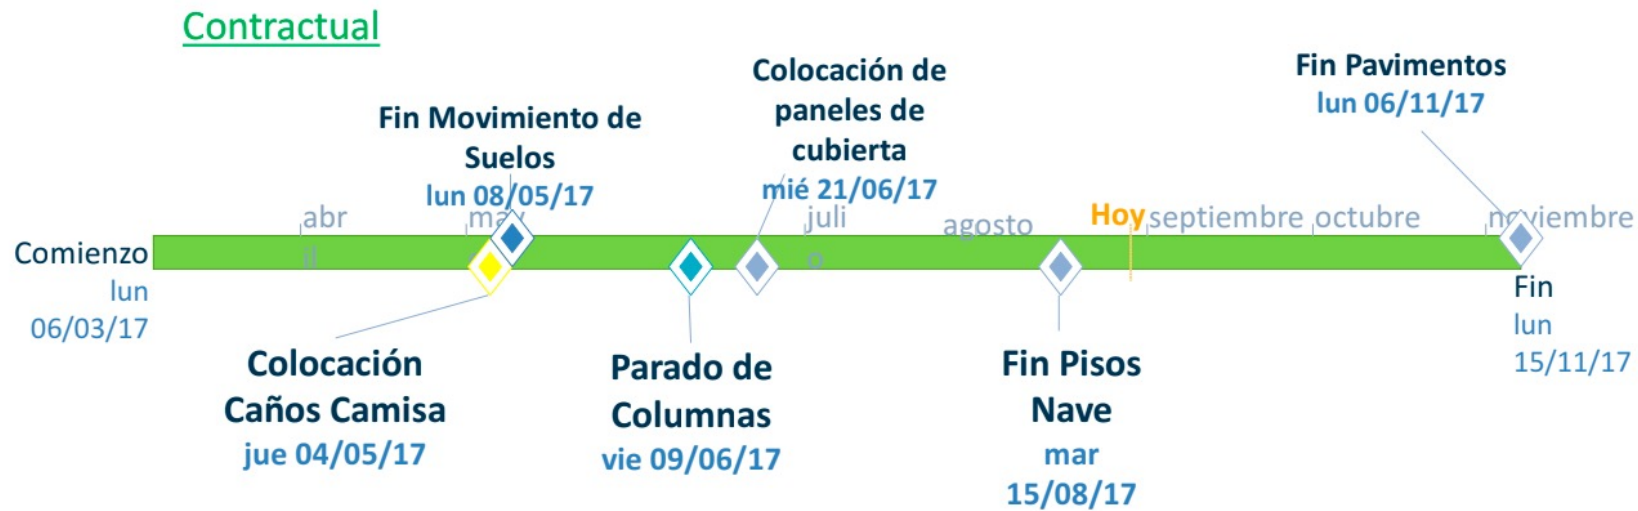 Contractual
Colocación de
paneles de
cubierta
mié 21/06/17
Fin Pavimentos
lun 06/11/17
Fin Movimiento de
Suelos
lun 08/05/17
abr
il
may
juli
o
agosto
Hoy
septiembre
octubre
noviembre
Comienzo
lun
06/03/17
Fin
lun
15/11/17
Colocación
Caños Camisa
jue 04/05/17
Parado de
Columnas
vie 09/06/17
Fin Pisos
Nave
mar
15/08/17